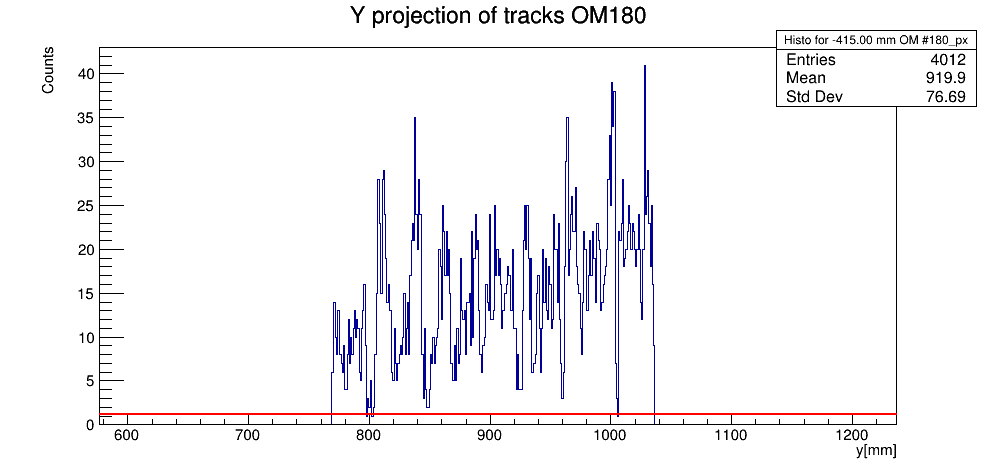 Y projection of tracks OM180
Histo for -415.00 mm OM #180_px
Entries 4012
Mean 919.9
Std Dev 76.69
Counts
40
35
30
25
20
15
10
5
0
600 700 800 900 1000 1100 1200
y[mm]